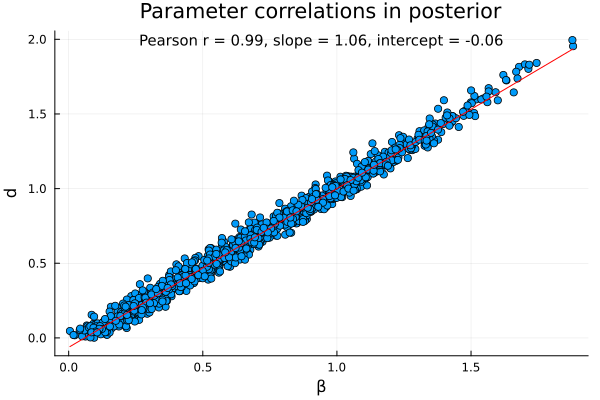 Parameter correlations in posterior
Pearson r = 0.99, slope = 1.06, intercept = -0.06
2.0
1.5
1.0
0.5
0.0
d
0.0 0.5 1.0 1.5
β